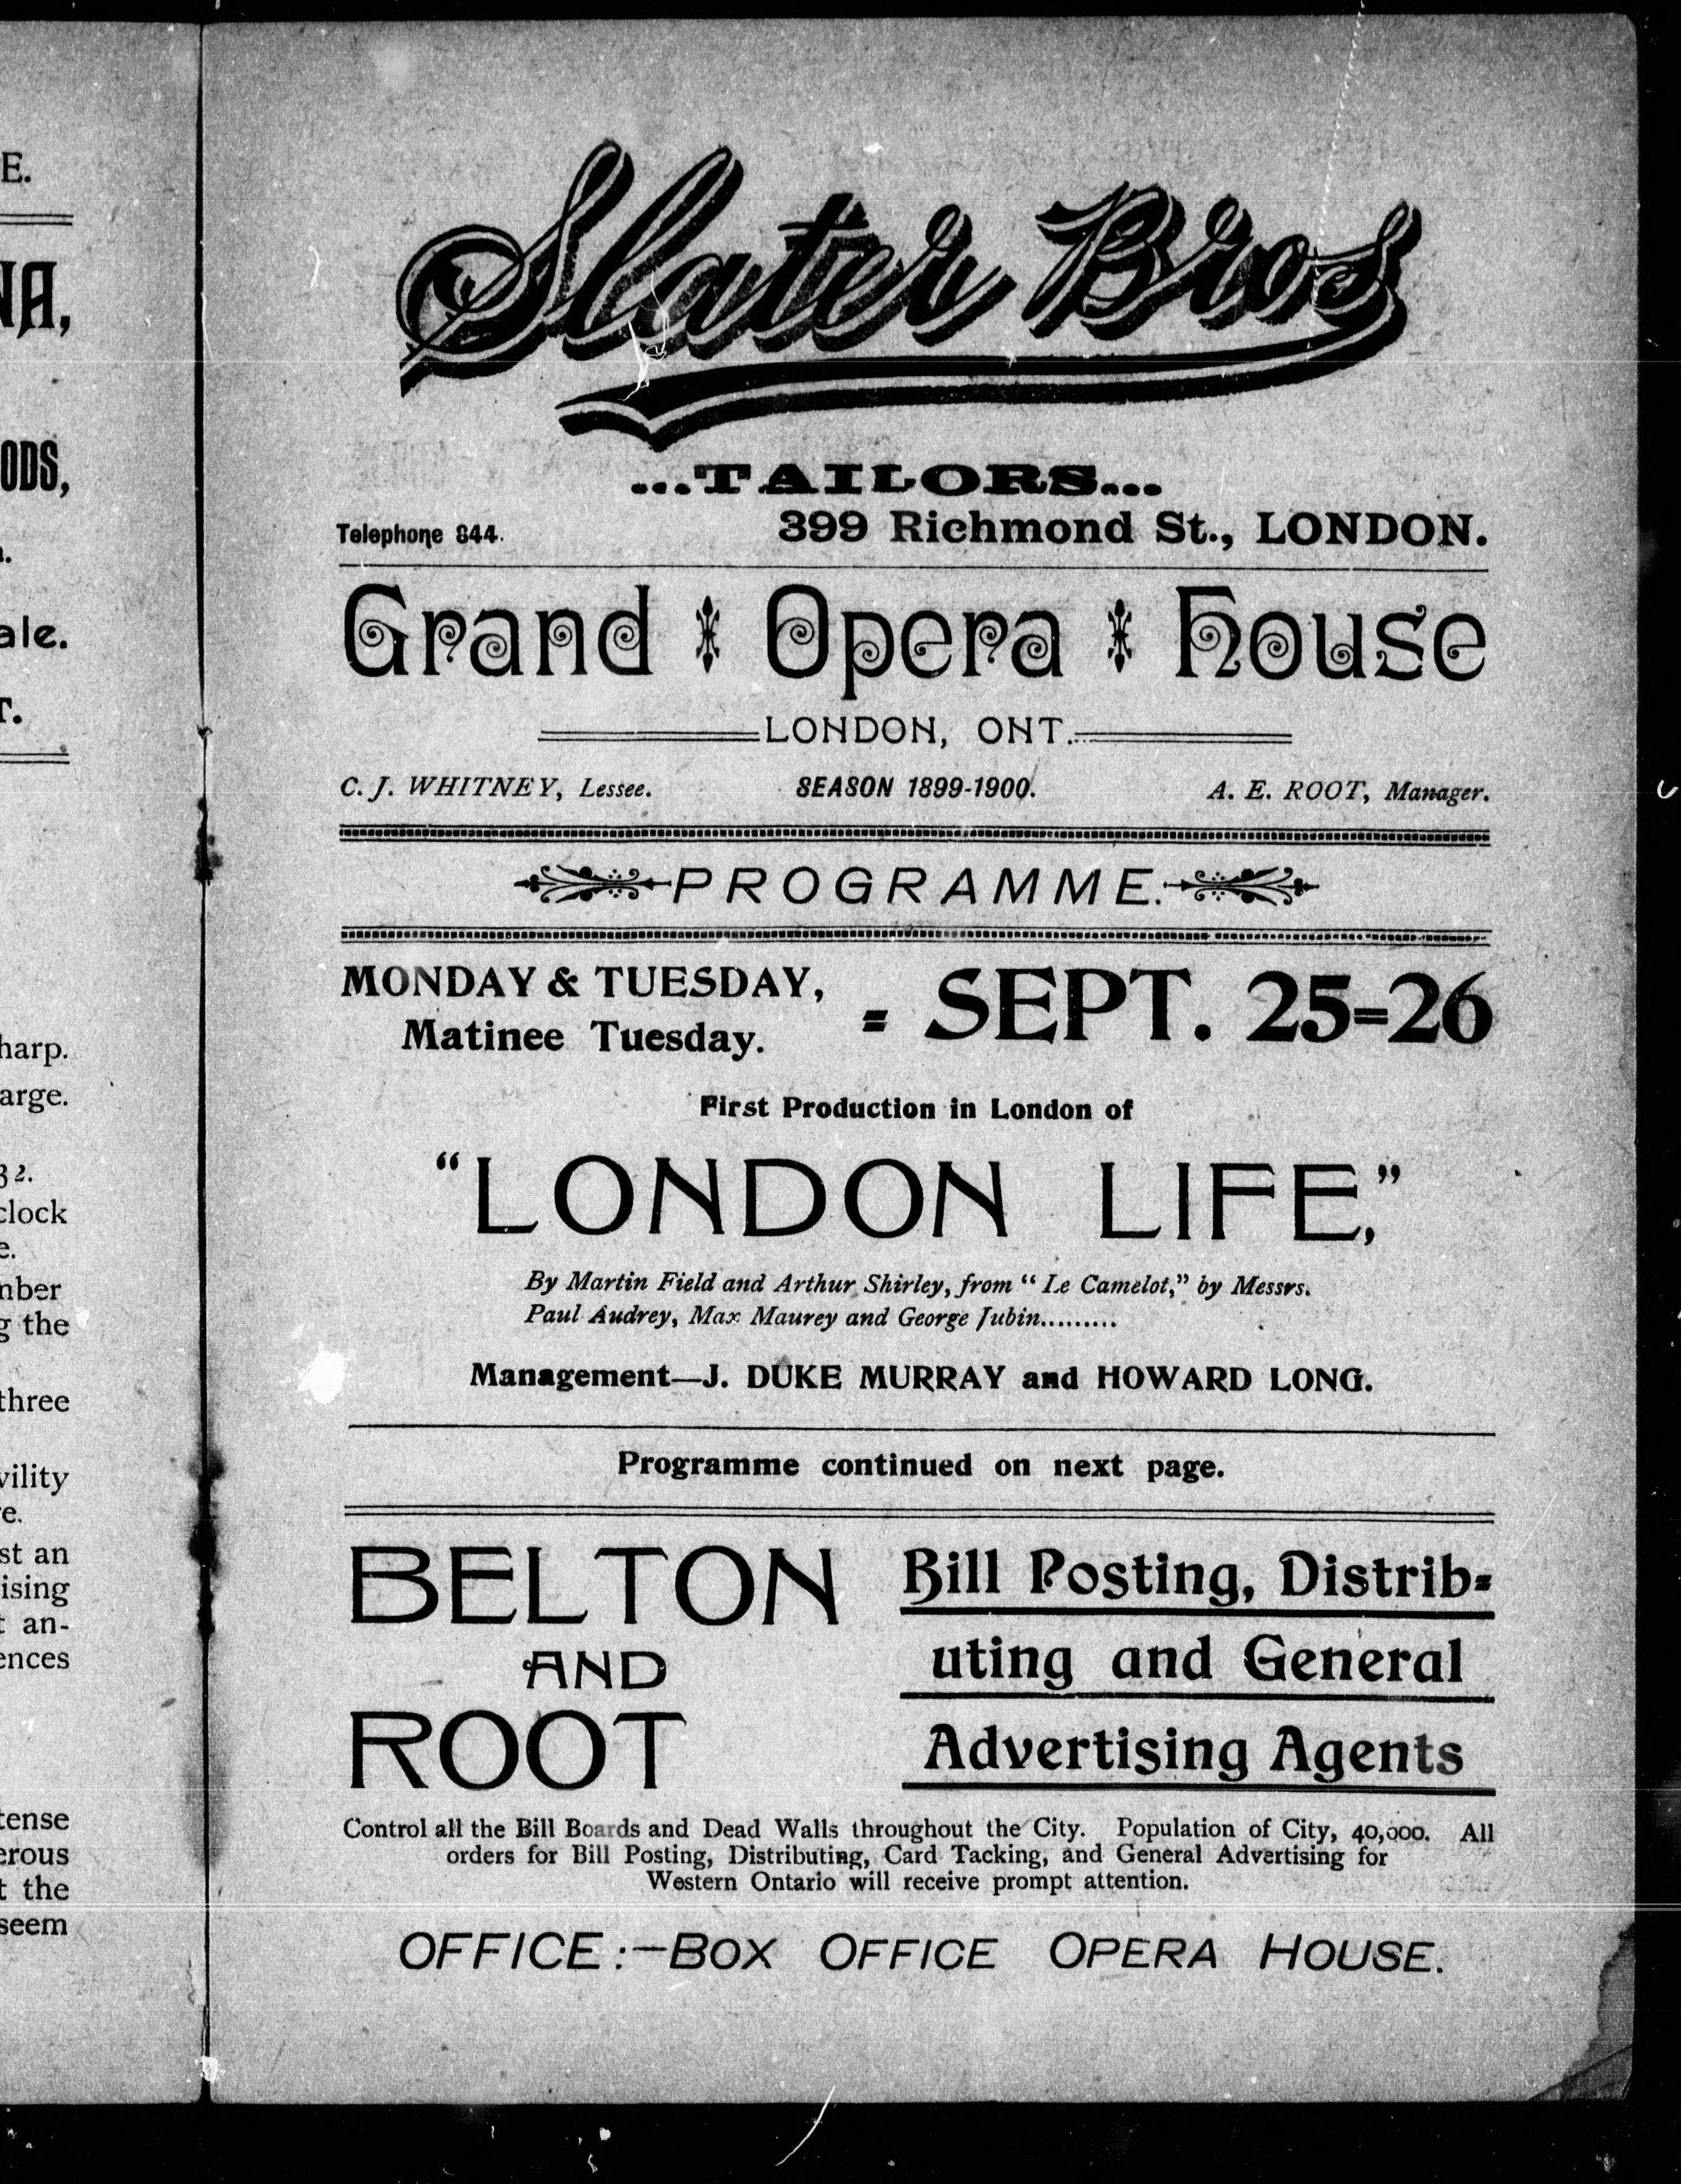 E.
NA,
ODS,
ale.
T.
harp.
arge.
32.
clock
e.
mber
g the
three
vility
re.
st an
ising
t an-
ences
tense
erous
t the
seem
Slater Bros
...TAILORS...
Telephone 844. 399 Richmond St., LONDON.
Grand Opera House
LONDON, ONT.
C. J. WHITNEY, Lessee. SEASON 1899-1900. A. E. ROOT, Manager.
PROGRAMME.
MONDAY & TUESDAY, = SEPT. 25=26
Matinee Tuesday.
First Production in London of
"LONDON LIFE,"
By Martin Field and Arthur Shirley, from "Le Camelot," by Messrs.
Paul Audrey, Max Maurey and George Jubin.........
Management—J. DUKE MURRAY and HOWARD LONG.
Programme continued on next page.
BELTON
AND
ROOT
Bill Posting, Distrib=
uting and General
Advertising Agents
Control all the Bill Boards and Dead Walls throughout the City. Population of City, 40,000. All
orders for Bill Posting, Distributing, Card Tacking, and General Advertising for
Western Ontario will receive prompt attention.
OFFICE:—BOX OFFICE OPERA HOUSE.